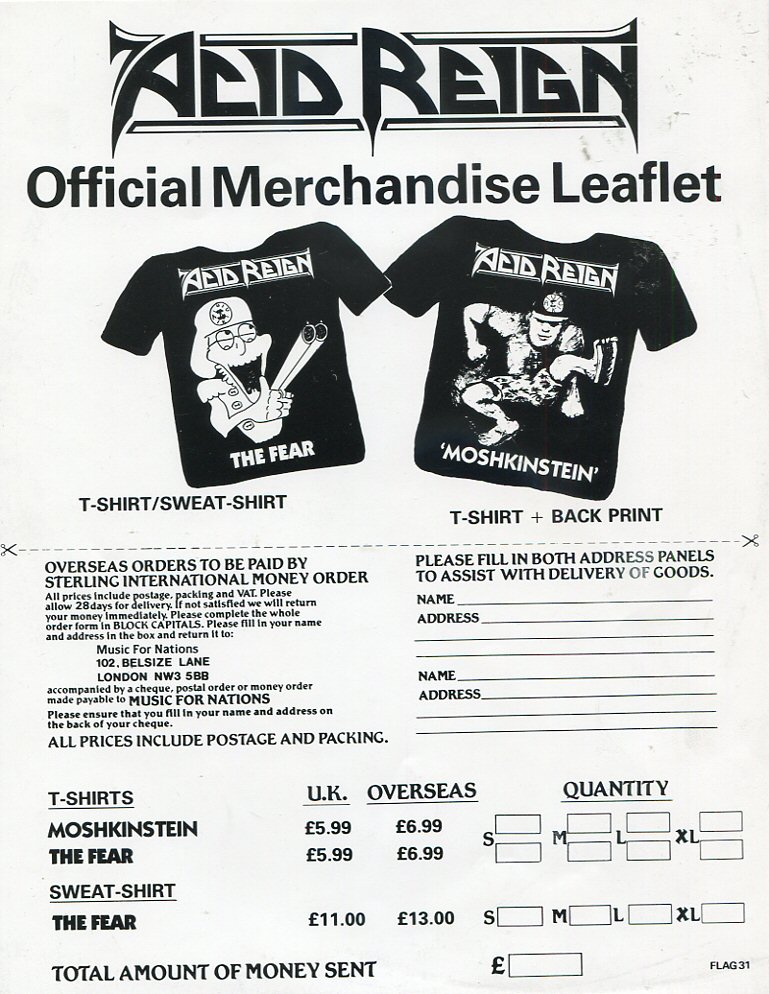 ACID REIGN
Official Merchandise Leaflet
ACID REIGN
THE FEAR
ACID REIGN
'MOSHKINSTEIN'
T-SHIRT/SWEAT-SHIRT
T-SHIRT + BACK PRINT
OVERSEAS ORDERS TO BE PAID BY
STERLING INTERNATIONAL MONEY ORDER
All prices include postage, packing and VAT. Please
allow 28days for delivery. If not satisfied we will return
your money immediately. Please complete the whole
order form in BLOCK CAPITALS. Please fill in your name
and address in the box and return it to:
Music For Nations
102, BELSIZE LANE
LONDON NW3 5BB
accompanied by a cheque, postal order or money order
made payable to MUSIC FOR NATIONS
Please ensure that you fill in your name and address on
the back of your cheque.
ALL PRICES INCLUDE POSTAGE AND PACKING.
PLEASE FILL IN BOTH ADDRESS PANELS
TO ASSIST WITH DELIVERY OF GOODS.
NAME
ADDRESS
NAME
ADDRESS
T-SHIRTS U.K. OVERSEAS QUANTITY
MOSHKINSTEIN £5.99 £6.99
S M L XL
THE FEAR £5.99 £6.99
SWEAT-SHIRT
THE FEAR £11.00 £13.00 S M L XL
TOTAL AMOUNT OF MONEY SENT £
FLAG 31